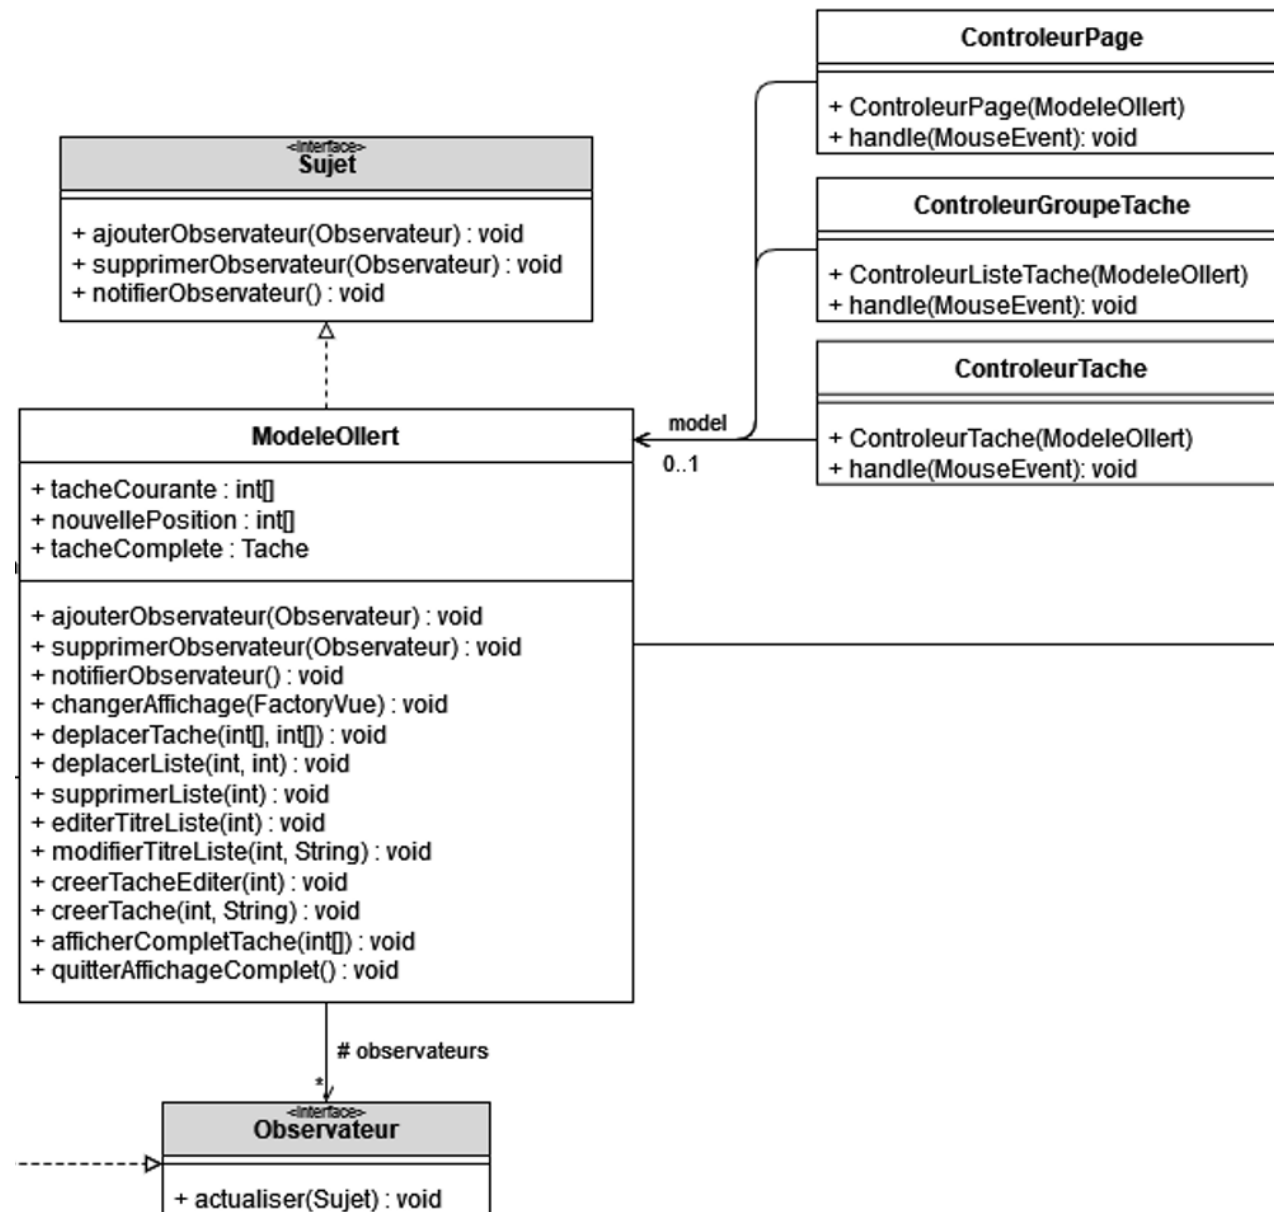 <interface>
Sujet
+ ajouterObservateur(Observateur) : void
+ supprimerObservateur(Observateur) : void
+ notifierObservateur() : void
ControleurPage
+ ControleurPage(ModeleOllert)
+ handle(MouseEvent): void
ControleurGroupeTache
+ ControleurListeTache(ModeleOllert)
+ handle(MouseEvent): void
ControleurTache
+ ControleurTache(ModeleOllert)
+ handle(MouseEvent): void
model
0..1
ModeleOllert
+ tacheCourante : int[]
+ nouvellePosition : int[]
+ tacheComplete : Tache
+ ajouterObservateur(Observateur) : void
+ supprimerObservateur(Observateur) : void
+ notifierObservateur() : void
+ changerAffichage(FactoryVue) : void
+ deplacerTache(int[], int[]) : void
+ deplacerListe(int, int) : void
+ supprimerListe(int) : void
+ editerTitreListe(int) : void
+ modifierTitreListe(int, String) : void
+ creerTacheEditer(int) : void
+ creerTache(int, String) : void
+ afficherCompletTache(int[]) : void
+ quitterAffichageComplet() : void
# observateurs
*
<interface>
Observateur
+ actualiser(Sujet) : void